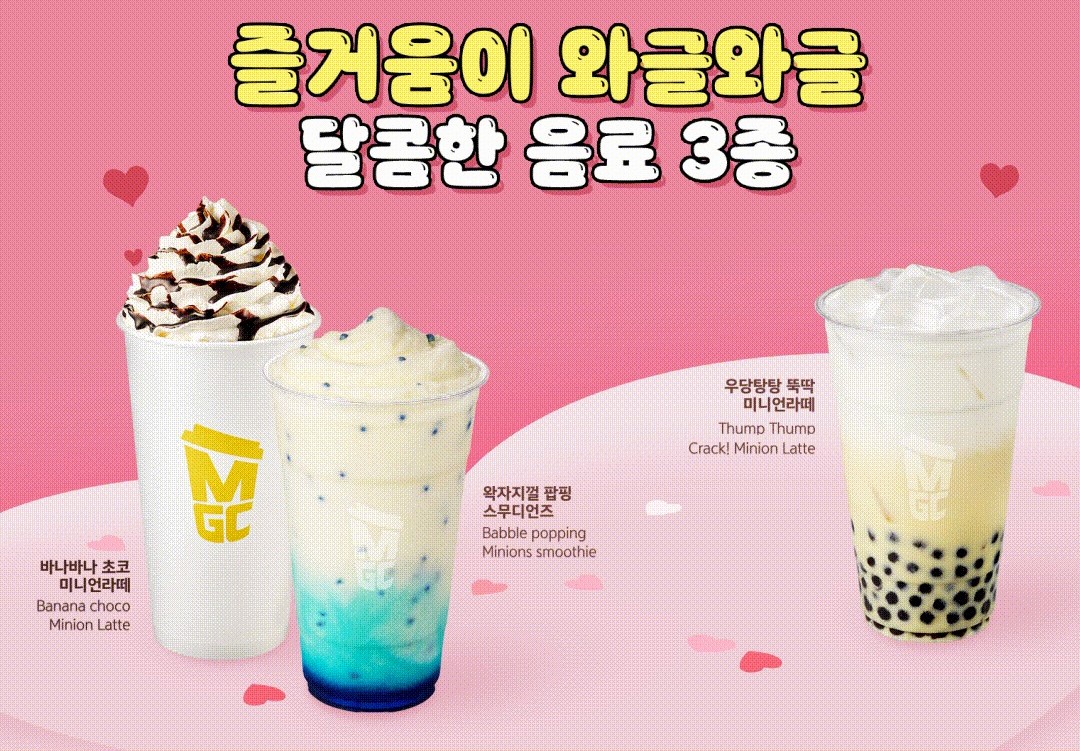 즐거움이 와글와글
달콤한 음료 3종
우당탕탕 뚝딱
미니언라떼
Thump Thump
Crack! Minion Latte
M
GC
왁자지껄 팝핑
스무디언즈
Babble popping
Minions smoothie
M
GC
바나바나 초코
미니언라떼
Banana choco
Minion Latte
M
GC